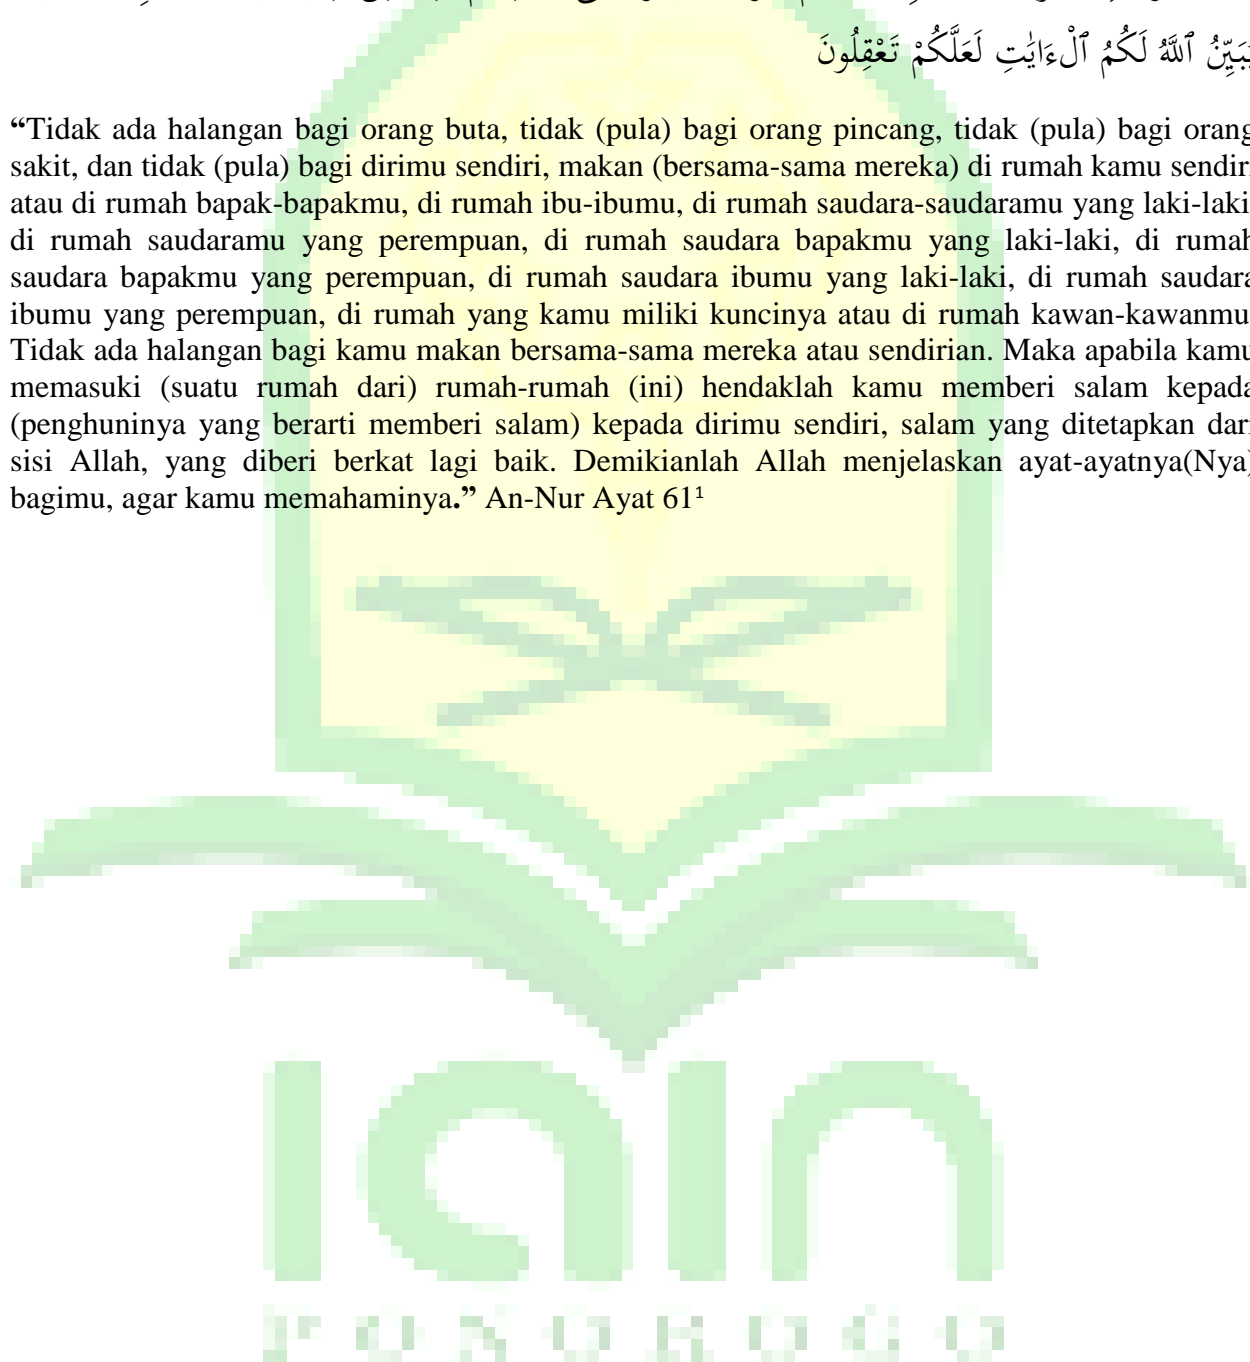 يُبَيِّنُ ٱللَّهُ لَكُمُ ٱلْءَايَٰتِ لَعَلَّكُمْ تَعْقِلُونَ
“Tidak ada halangan bagi orang buta, tidak (pula) bagi orang pincang, tidak (pula) bagi orang
sakit, dan tidak (pula) bagi dirimu sendiri, makan (bersama-sama mereka) di rumah kamu sendiri
atau di rumah bapak-bapakmu, di rumah ibu-ibumu, di rumah saudara-saudaramu yang laki-laki,
di rumah saudaramu yang perempuan, di rumah saudara bapakmu yang laki-laki, di rumah
saudara bapakmu yang perempuan, di rumah saudara ibumu yang laki-laki, di rumah saudara
ibumu yang perempuan, di rumah yang kamu miliki kuncinya atau di rumah kawan-kawanmu.
Tidak ada halangan bagi kamu makan bersama-sama mereka atau sendirian. Maka apabila kamu
memasuki (suatu rumah dari) rumah-rumah (ini) hendaklah kamu memberi salam kepada
(penghuninya yang berarti memberi salam) kepada dirimu sendiri, salam yang ditetapkan dari
sisi Allah, yang diberi berkat lagi baik. Demikianlah Allah menjelaskan ayat-ayatnya(Nya)
bagimu, agar kamu memahaminya.” An-Nur Ayat 61¹
IAIN
PONOROGO